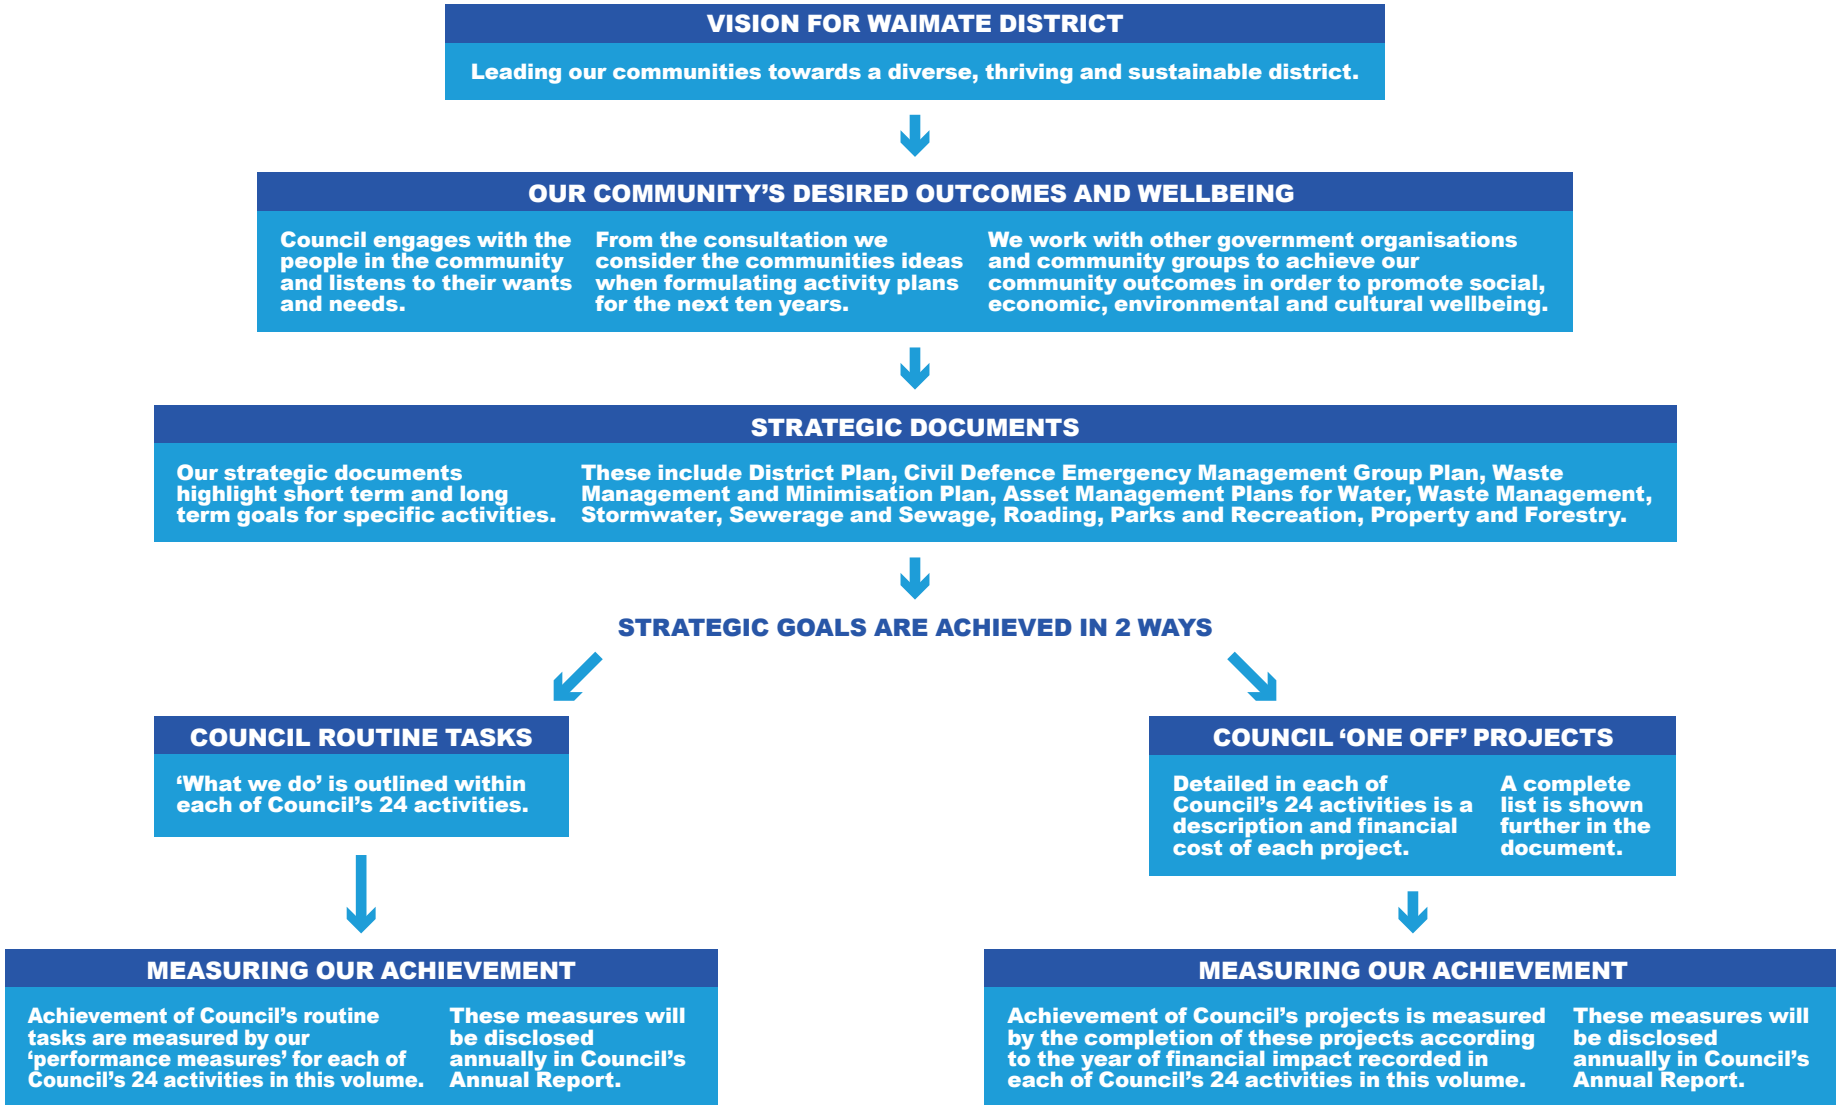 VISION FOR WAIMATE DISTRICT
Leading our communities towards a diverse, thriving and sustainable district.
OUR COMMUNITY’S DESIRED OUTCOMES AND WELLBEING
Council engages with the
people in the community
and listens to their wants
and needs.
From the consultation we
consider the communities ideas
when formulating activity plans
for the next ten years.
We work with other government organisations
and community groups to achieve our
community outcomes in order to promote social,
economic, environmental and cultural wellbeing.
STRATEGIC DOCUMENTS
Our strategic documents
highlight short term and long
term goals for specific activities.
These include District Plan, Civil Defence Emergency Management Group Plan, Waste
Management and Minimisation Plan, Asset Management Plans for Water, Waste Management,
Stormwater, Sewerage and Sewage, Roading, Parks and Recreation, Property and Forestry.
STRATEGIC GOALS ARE ACHIEVED IN 2 WAYS
COUNCIL ROUTINE TASKS
‘What we do’ is outlined within
each of Council’s 24 activities.
COUNCIL ‘ONE OFF’ PROJECTS
Detailed in each of
Council’s 24 activities is a
description and financial
cost of each project.
A complete
list is shown
further in the
document.
MEASURING OUR ACHIEVEMENT
Achievement of Council’s routine
tasks are measured by our
‘performance measures’ for each of
Council’s 24 activities in this volume.
These measures will
be disclosed
annually in Council’s
Annual Report.
MEASURING OUR ACHIEVEMENT
Achievement of Council’s projects is measured
by the completion of these projects according
to the year of financial impact recorded in
each of Council’s 24 activities in this volume.
These measures will
be disclosed
annually in Council’s
Annual Report.